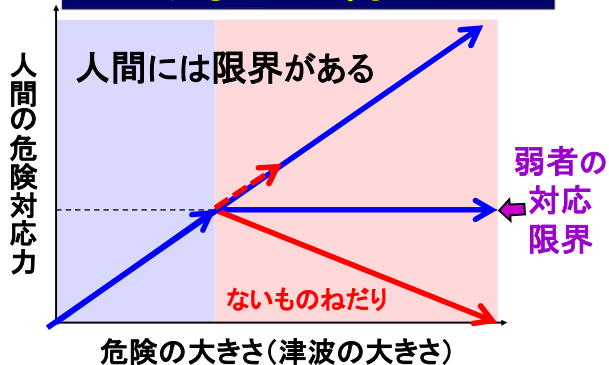 人間には限界がある
人間の危険対応力
弱者の
対応
限界
ないものねだり
危険の大きさ(津波の大きさ)